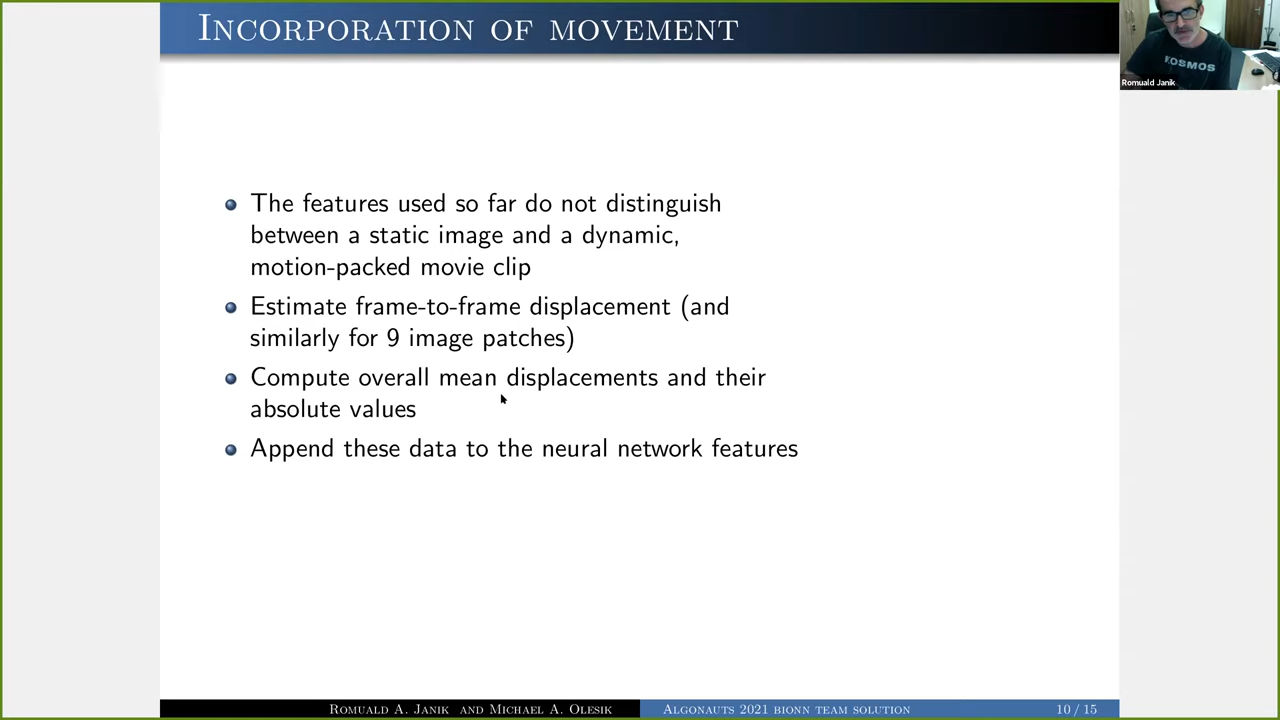 Incorporation of movement
KOSMOS
Romuald Janik
The features used so far do not distinguish
between a static image and a dynamic,
motion-packed movie clip
Estimate frame-to-frame displacement (and
similarly for 9 image patches)
Compute overall mean displacements and their
absolute values
Append these data to the neural network features
Romuald A. Janik and Michael A. Olesik
Algonauts 2021 bionn team solution
10 / 15